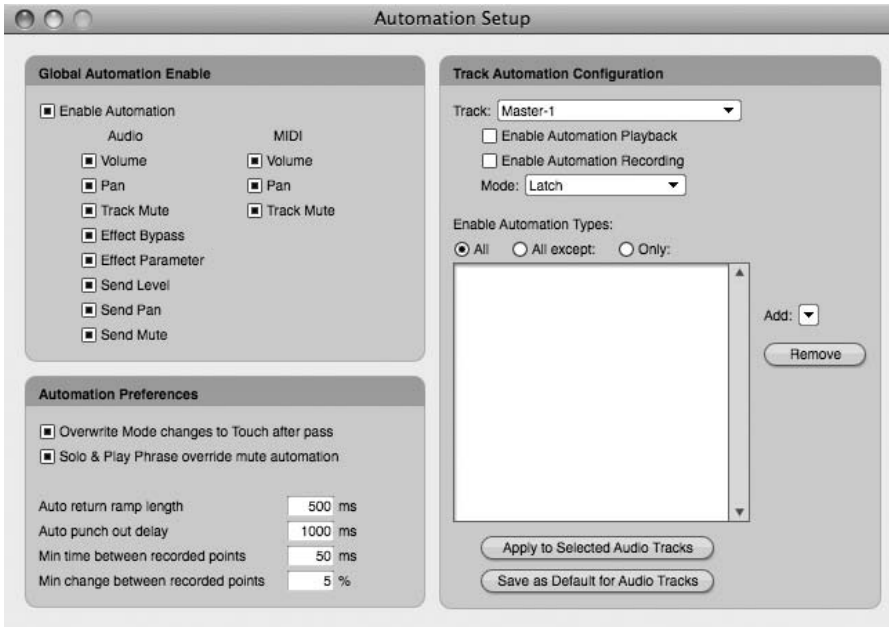 Automation Setup
Global Automation Enable
Enable Automation
Audio MIDI
Volume Volume
Pan Pan
Track Mute Track Mute
Effect Bypass
Effect Parameter
Send Level
Send Pan
Send Mute
Automation Preferences
Overwrite Mode changes to Touch after pass
Solo & Play Phrase override mute automation
Auto return ramp length 500 ms
Auto punch out delay 1000 ms
Min time between recorded points 50 ms
Min change between recorded points 5 %
Track Automation Configuration
Track: Master-1
Enable Automation Playback
Enable Automation Recording
Mode: Latch
Enable Automation Types:
All All except: Only:
Add:
Remove
Apply to Selected Audio Tracks
Save as Default for Audio Tracks